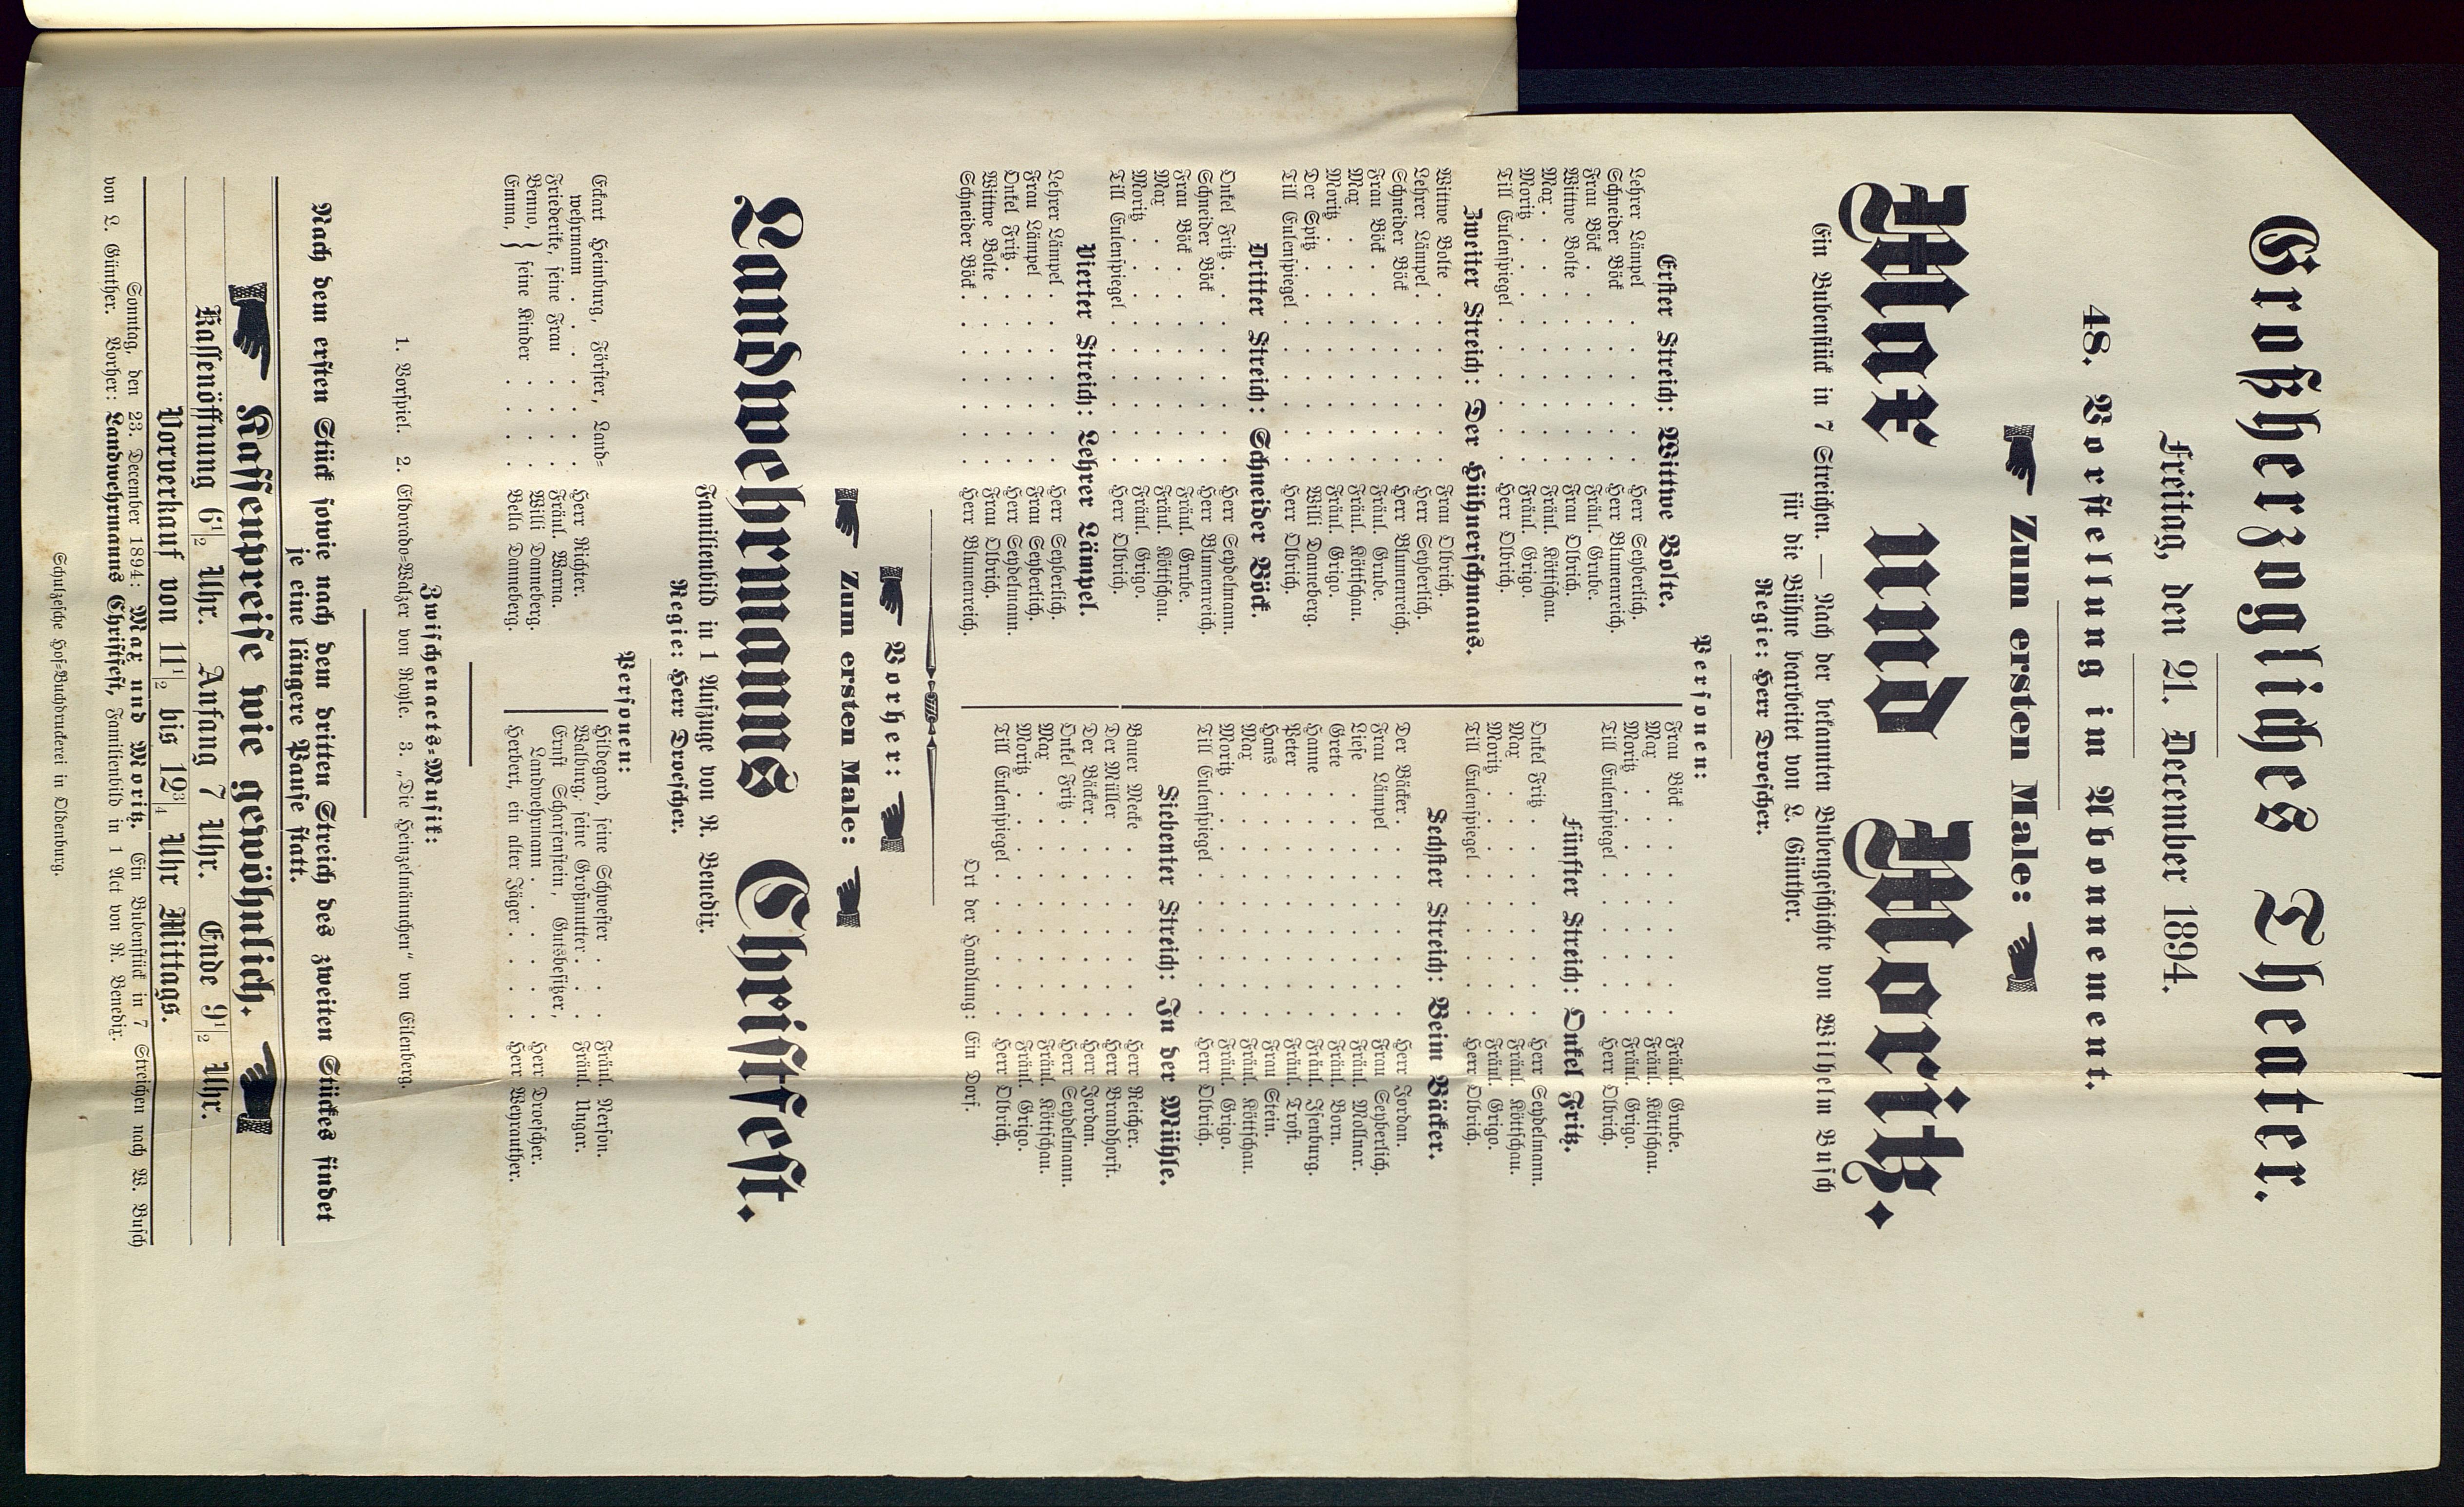 Großherzogliches Theater.
Freitag, den 21. December 1894.
48. Vorstellung im Abonnement.
Zum ersten Male:
Max und Moritz.
Ein Bubenstück in 7 Streichen. — Nach der bekannten Bubengeschichte von Wilhelm Busch
für die Bühne bearbeitet von L. Günther.
Regie: Herr Droescher.
Personen:
Erster Streich: Wittwe Bolte.
Lehrer Lämpel . . . . . . Herr Seyberlich.
Schneider Böck . . . . . . Herr Blumenreich.
Frau Böck . . . . . . Fräul. Grube.
Wittwe Bolte . . . . . . Frau Olbrich.
Max . . . . . . Fräul. Köttschau.
Moritz . . . . . . Fräul. Grigo.
Till Eulenspiegel . . . . . . Herr Olbrich.
Zweiter Streich: Der Hühnerschmaus.
Wittwe Bolte . . . . . . Frau Olbrich.
Lehrer Lämpel . . . . . . Herr Seyberlich.
Schneider Böck . . . . . . Herr Blumenreich.
Frau Böck . . . . . . Fräul. Grube.
Max . . . . . . Fräul. Köttschau.
Moritz . . . . . . Fräul. Grigo.
Der Spitz . . . . . . Willi Danneberg.
Till Eulenspiegel . . . . . . Herr Olbrich.
Dritter Streich: Schneider Böck.
Onkel Fritz . . . . . . Herr Seydelmann.
Schneider Böck . . . . . . Herr Blumenreich.
Frau Böck . . . . . . Fräul. Grube.
Max . . . . . . Fräul. Köttschau.
Moritz . . . . . . Fräul. Grigo.
Till Eulenspiegel . . . . . . Herr Olbrich.
Vierter Streich: Lehrer Lämpel.
Lehrer Lämpel . . . . . . Herr Seyberlich.
Frau Lämpel . . . . . . Frau Seyberlich.
Onkel Fritz . . . . . . Herr Seydelmann.
Wittwe Bolte . . . . . . Frau Olbrich.
Schneider Böck . . . . . . Herr Blumenreich.
Frau Böck . . . . . . Fräul. Grube.
Max . . . . . . Fräul. Köttschau.
Moritz . . . . . . Fräul. Grigo.
Till Eulenspiegel . . . . . . Herr Olbrich.
Fünfter Streich: Onkel Fritz.
Onkel Fritz . . . . . . Herr Seydelmann.
Max . . . . . . Fräul. Köttschau.
Moritz . . . . . . Fräul. Grigo.
Till Eulenspiegel . . . . . . Herr Olbrich.
Sechster Streich: Beim Bäcker.
Der Bäcker . . . . . . Herr Jordan.
Frau Lämpel . . . . . . Frau Seyberlich.
Liese . . . . . . Fräul. Mollnar.
Grete . . . . . . Fräul. Born.
Hanne . . . . . . Fräul. Isenburg.
Peter . . . . . . Fräul. Trost.
Hans . . . . . . Frau Stein.
Max . . . . . . Fräul. Köttschau.
Moritz . . . . . . Fräul. Grigo.
Till Eulenspiegel . . . . . . Herr Olbrich.
Siebenter Streich: In der Mühle.
Bauer Mecke . . . . . . Herr Reicher.
Der Müller . . . . . . Herr Brandhorst.
Der Bäcker . . . . . . Herr Jordan.
Onkel Fritz . . . . . . Herr Seydelmann.
Max . . . . . . Fräul. Köttschau.
Moritz . . . . . . Fräul. Grigo.
Till Eulenspiegel . . . . . . Herr Olbrich.
Ort der Handlung: Ein Dorf.
Vorher:
Zum ersten Male:
Landwehrmanns Christfest.
Familienbild in 1 Aufzuge von R. Benedix.
Regie: Herr Droescher.
Personen:
Eckart Heimburg, Förster, Land=
wehrmann . . . . . . Herr Richter.
Friederike, seine Frau . . . . Fräul. Warna.
Benno, } seine Kinder . . . . Willi Danneberg.
Emma, . . . . Bella Danneberg.
Hildegard, seine Schwester . . . Fräul. Nerson.
Walburg, seine Großmutter . . . Fräul. Ungar.
Ernst Scharfenstein, Gutsbesitzer,
Landwehrmann . . . . . . Herr Droescher.
Herbert, ein alter Jäger . . . . Herr Weyrauther.
Zwischenacts=Musik:
1. Vorspiel. 2. Eldorado=Walzer von Royle. 3. „Die Heinzelmännchen“ von Eilenberg.
Nach dem ersten Stück sowie nach dem dritten Streich des zweiten Stückes findet
je eine längere Pause statt.
Kassenpreise wie gewöhnlich.
Kassenöffnung 6 1/2 Uhr. Anfang 7 Uhr. Ende 9 1/2 Uhr.
Vorverkauf von 11 1/2 bis 12 3/4 Uhr Mittags.
Sonntag, den 23. December 1894: Max und Moritz. Ein Bubenstück in 7 Streichen nach W. Busch
von L. Günther. Vorher: Landwehrmanns Christfest, Familienbild in 1 Act von R. Benedix.
Schulzesche Hof=Buchdruckerei in Oldenburg.